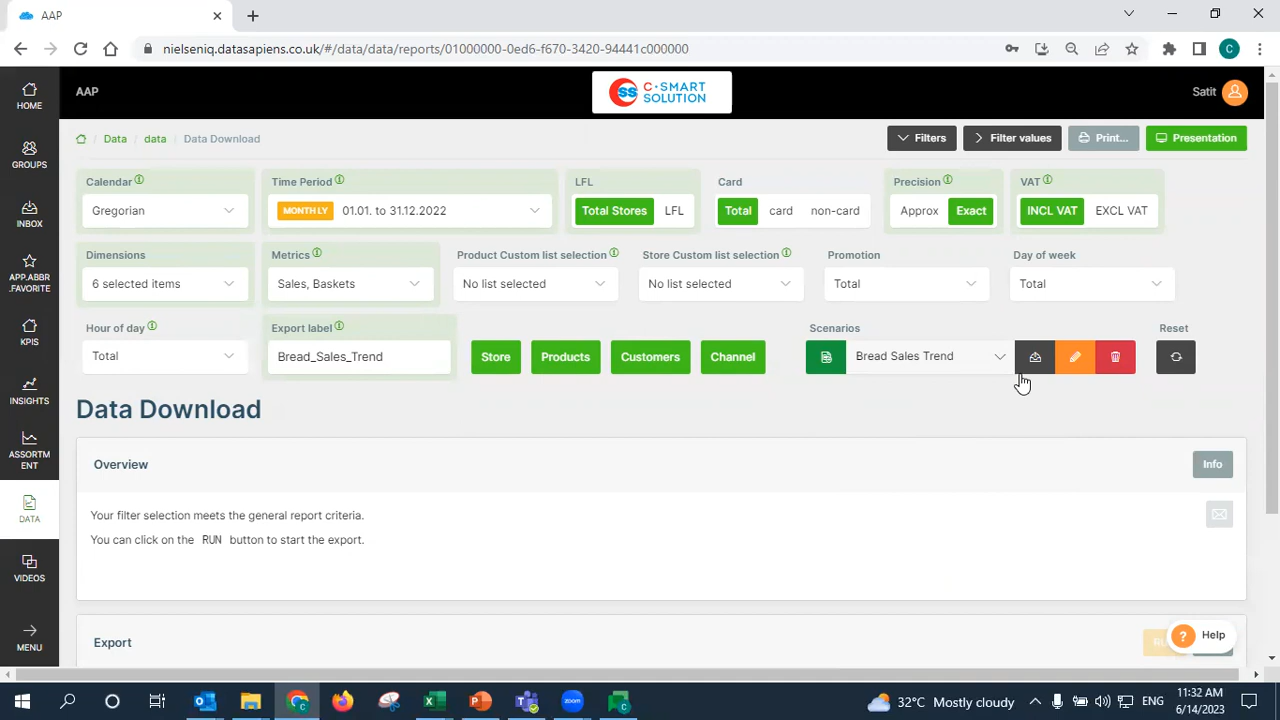 AAP
nielseniq.datasapiens.co.uk/#/data/data/reports/01000000-0ed6-f670-3420-94441c000000
C
HOME
AAP
CSS
C·SMART
SOLUTION
Satit
Data / data / Data Download
Filters
Filter values
Print...
Presentation
GROUPS
INBOX
APP.ABBR
.FAVORITE
KPIS
INSIGHTS
ASSORTM
ENT
DATA
VIDEOS
MENU
Calendar
Gregorian
Time Period
MONTHLY 01.01. to 31.12.2022
LFL
Total Stores LFL
Card
Total card non-card
Precision
Approx Exact
VAT
INCL VAT EXCL VAT
Dimensions
6 selected items
Metrics
Sales, Baskets
Product Custom list selection
No list selected
Store Custom list selection
No list selected
Promotion
Total
Day of week
Total
Hour of day
Total
Export label
Bread_Sales_Trend
Store
Products
Customers
Channel
Scenarios
Bread Sales Trend
Reset
Data Download
Overview
Info
Your filter selection meets the general report criteria.
You can click on the RUN button to start the export.
Export
? Help
32°C Mostly cloudy
ENG
11:32 AM
6/14/2023